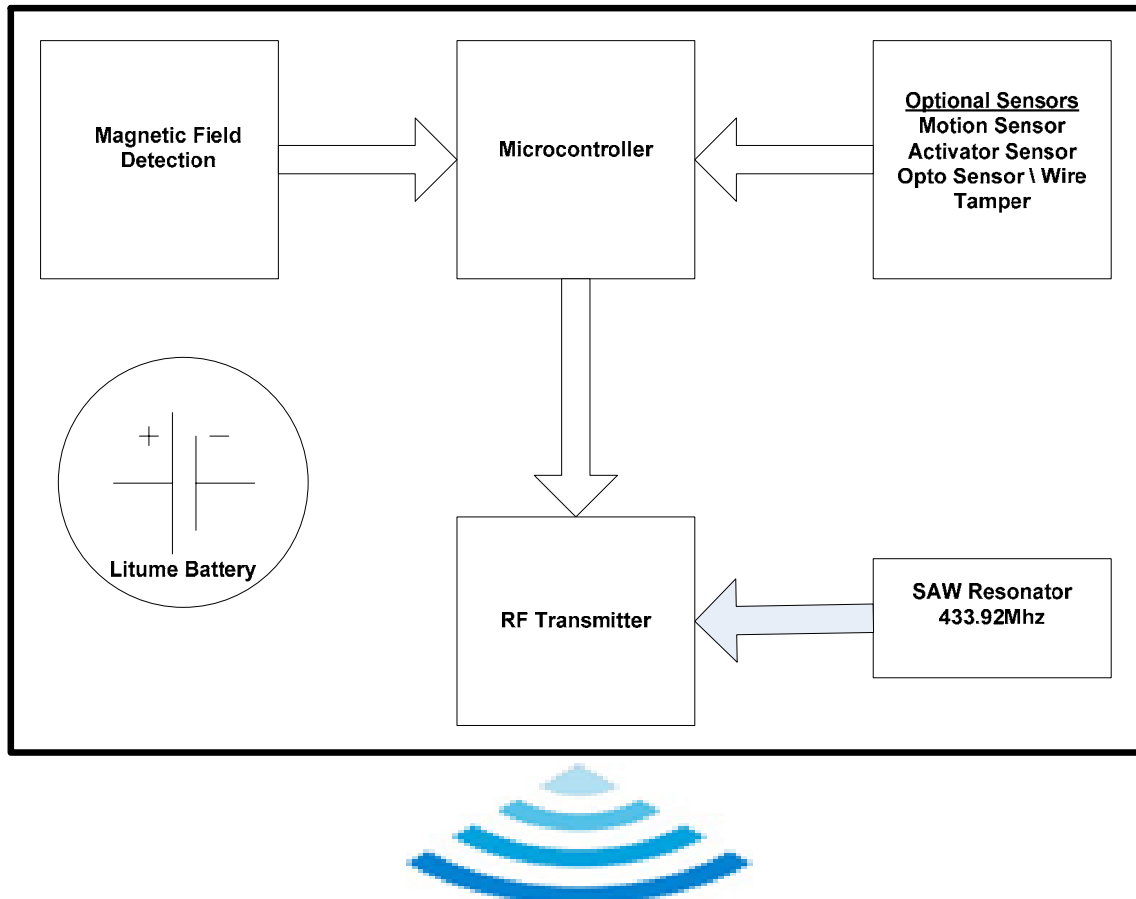 Magnetic Field
Detection
Microcontroller
Optional Sensors
Motion Sensor
Activator Sensor
Opto Sensor \ Wire
Tamper
+ −
Litume Battery
RF Transmitter
SAW Resonator
433.92Mhz